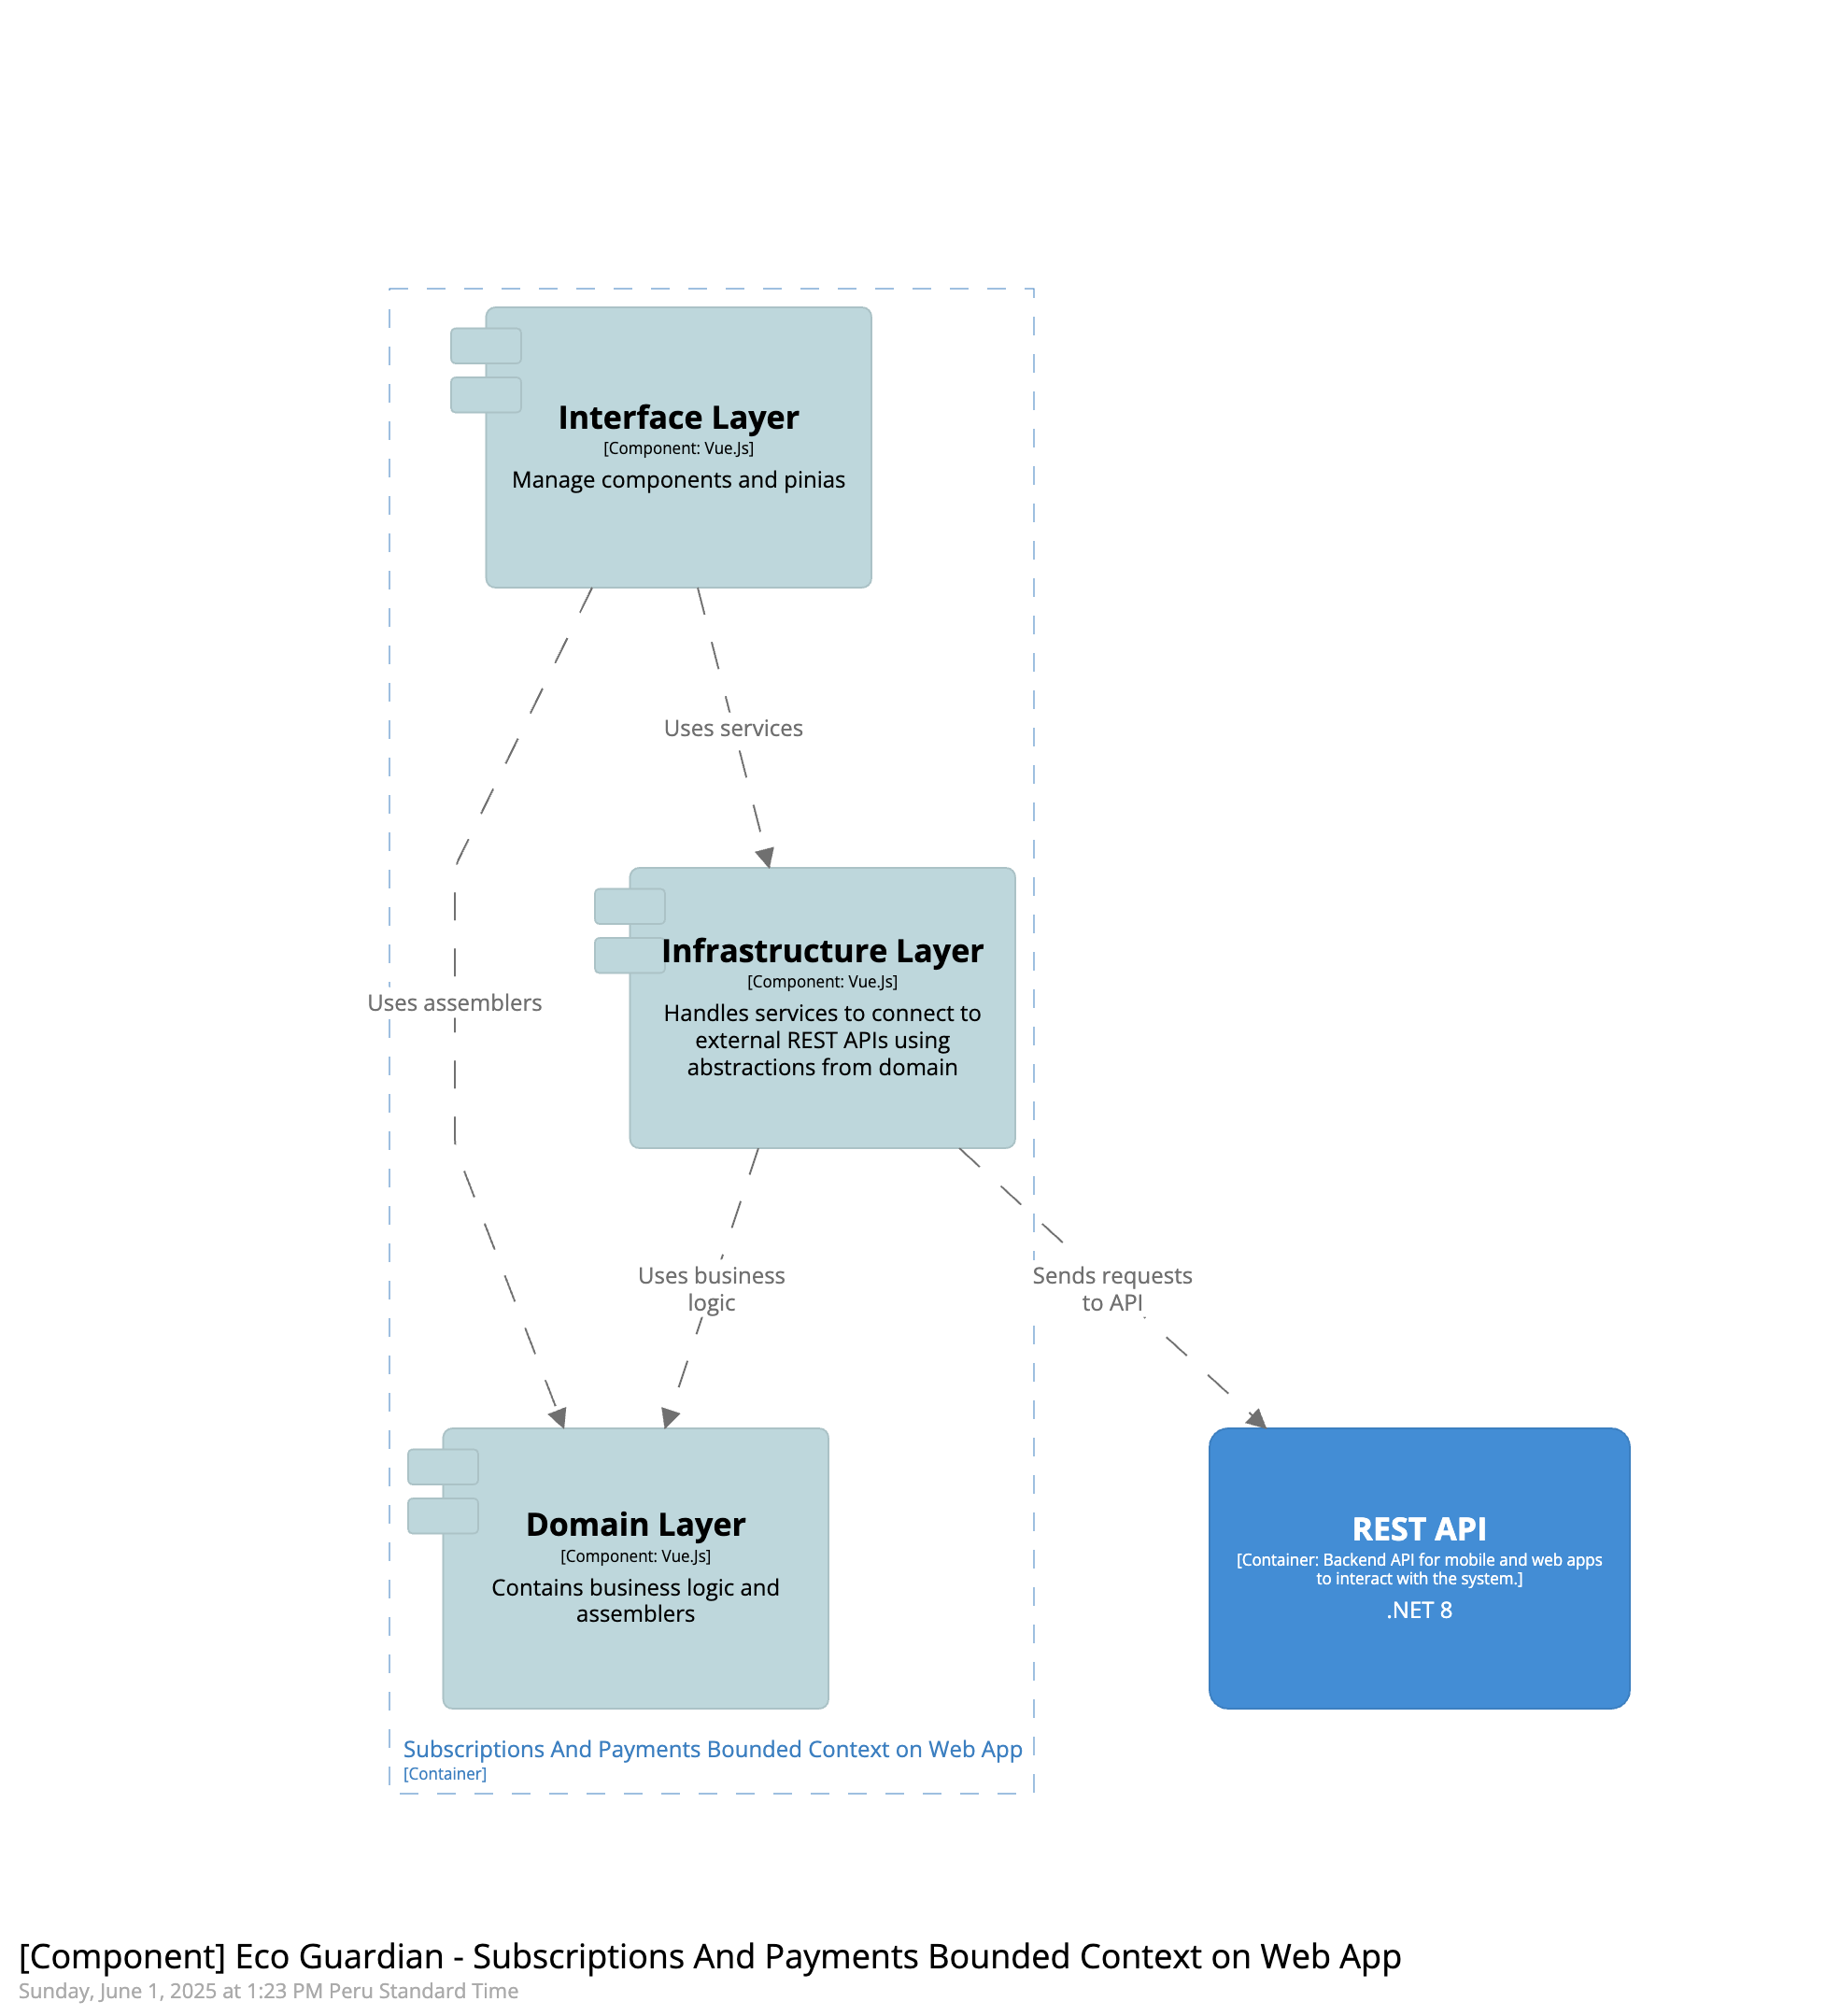 Interface Layer
[Component: Vue.Js]
Manage components and pinias
Uses services
Infrastructure Layer
[Component: Vue.Js]
Handles services to connect to
external REST APIs using
abstractions from domain
Uses assemblers
Uses business
logic
Sends requests
to API
Domain Layer
[Component: Vue.Js]
Contains business logic and
assemblers
REST API
[Container: Backend API for mobile and web apps
to interact with the system.]
.NET 8
Subscriptions And Payments Bounded Context on Web App
[Container]
[Component] Eco Guardian - Subscriptions And Payments Bounded Context on Web App
Sunday, June 1, 2025 at 1:23 PM Peru Standard Time